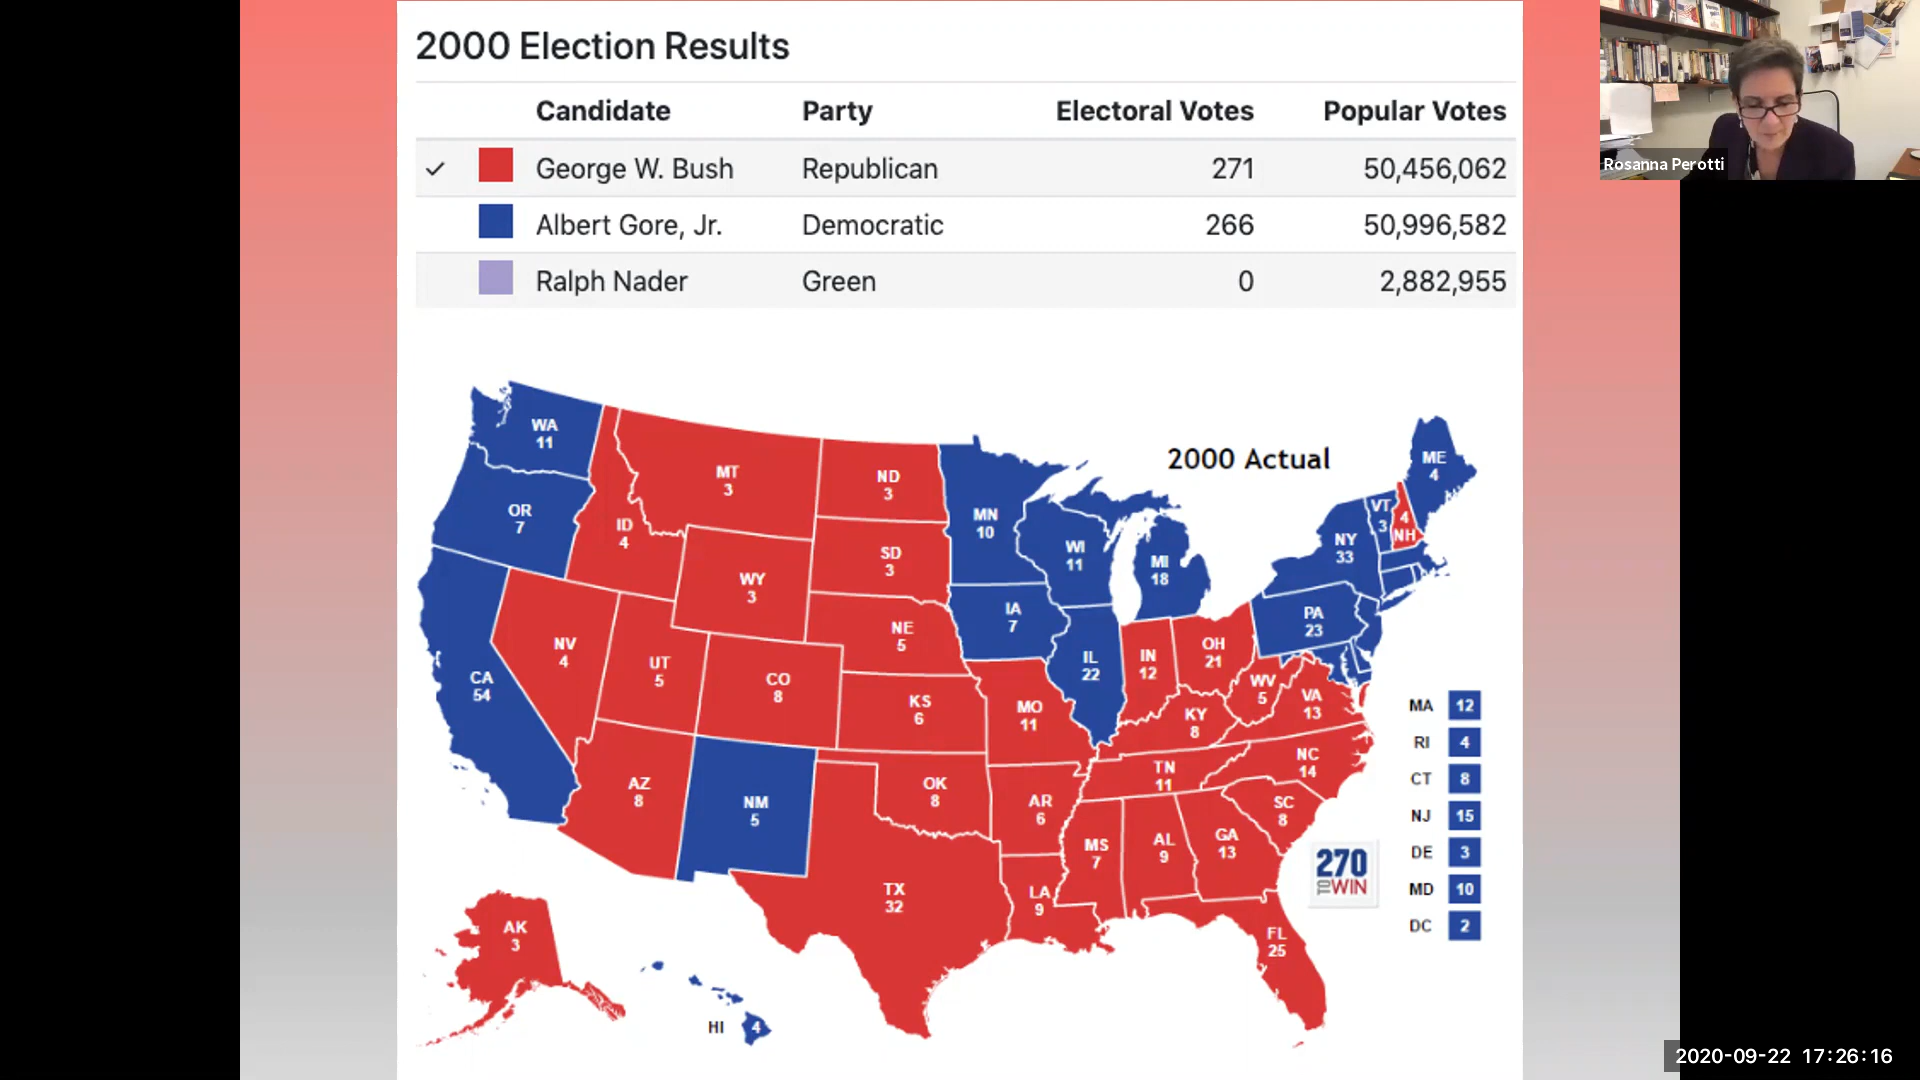 2000 Election Results
Candidate Party Electoral Votes Popular Votes
George W. Bush Republican 271 50,456,062
Albert Gore, Jr. Democratic 266 50,996,582
Ralph Nader Green 0 2,882,955
Rosanna Perotti
2000 Actual
WA
11
OR
7
CA
54
NV
4
ID
4
MT
3
WY
3
UT
5
CO
8
AZ
8
NM
5
ND
3
SD
3
NE
5
KS
6
OK
8
TX
32
MN
10
IA
7
MO
11
AR
6
LA
9
WI
11
IL
22
MI
18
IN
12
OH
21
KY
8
TN
11
MS
7
AL
9
GA
13
FL
25
SC
8
NC
14
VA
13
WV
5
PA
23
NY
33
VT
3
4
NH
ME
4
MA 12
RI 4
CT 8
NJ 15
DE 3
MD 10
DC 2
270
TO WIN
AK
3
HI 4
2020-09-22 17:26:16